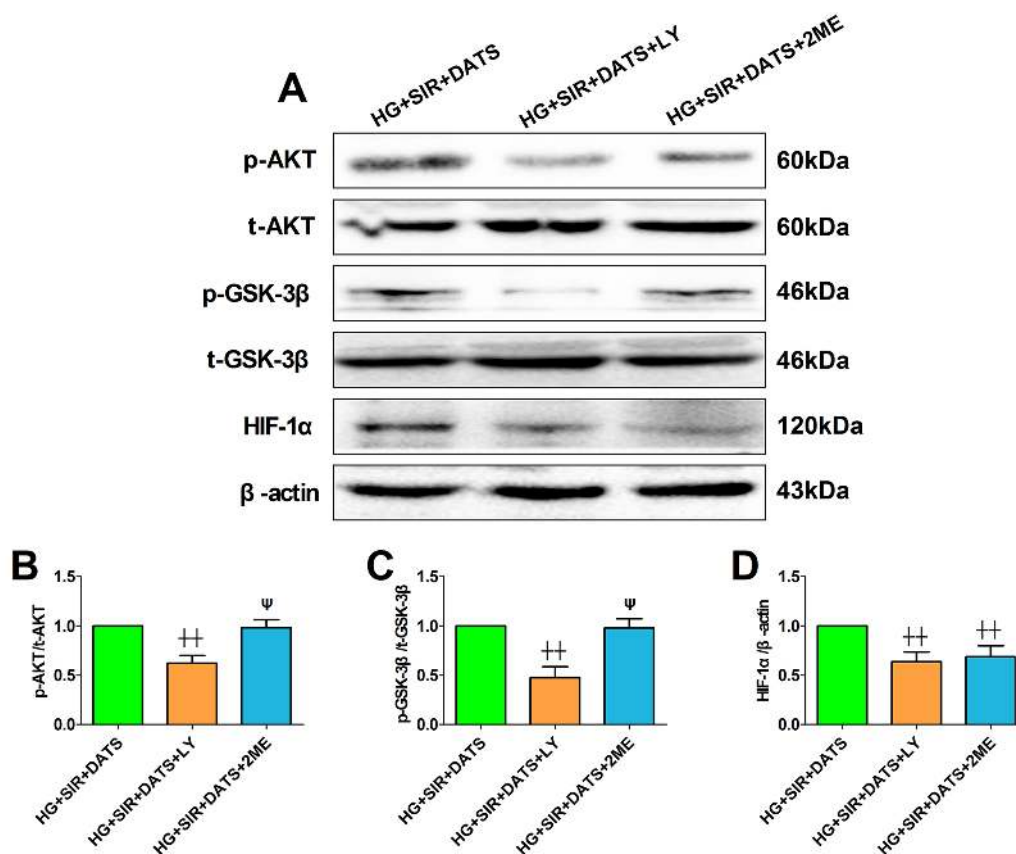 A
HG+SIR+DATS
HG+SIR+DATS+LY
HG+SIR+DATS+2ME
p-AKT 60kDa
t-AKT 60kDa
p-GSK-3β 46kDa
t-GSK-3β 46kDa
HIF-1α 120kDa
β -actin 43kDa
B
p-AKT/t-AKT
1.5
1.0
0.5
0.0
ǂǂ
ψ
HG+SIR+DATS
HG+SIR+DATS+LY
HG+SIR+DATS+2ME
C
p-GSK-3β /t-GSK-3β
1.5
1.0
0.5
0.0
ǂǂ
ψ
HG+SIR+DATS
HG+SIR+DATS+LY
HG+SIR+DATS+2ME
D
HIF-1α /β -actin
1.5
1.0
0.5
0.0
ǂǂ
ǂǂ
HG+SIR+DATS
HG+SIR+DATS+LY
HG+SIR+DATS+2ME